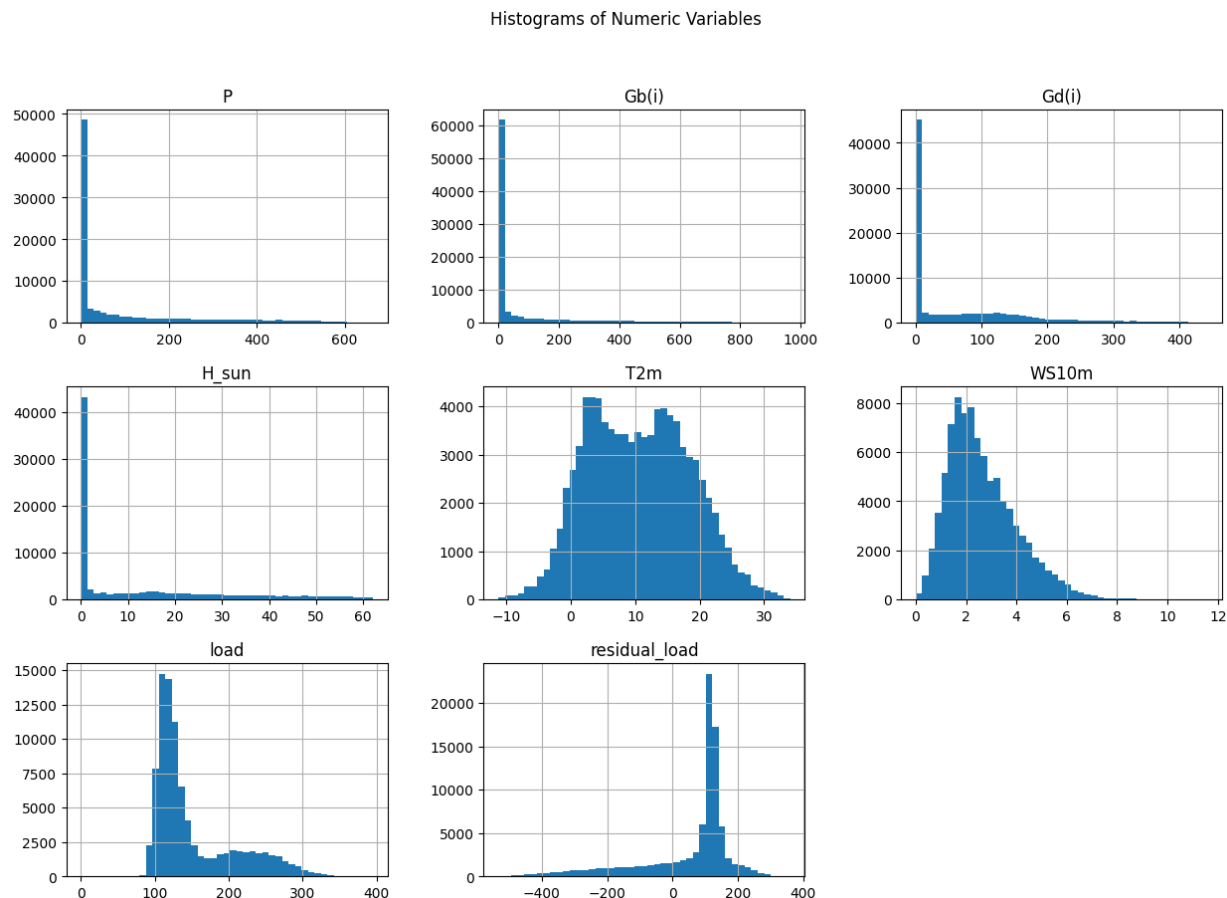 Histograms of Numeric Variables
P
50000
40000
30000
20000
10000
0
0 200 400 600
Gb(i)
60000
50000
40000
30000
20000
10000
0
0 200 400 600 800 1000
Gd(i)
40000
30000
20000
10000
0
0 100 200 300 400
H_sun
40000
30000
20000
10000
0
0 10 20 30 40 50 60
T2m
4000
3000
2000
1000
0
−10 0 10 20 30
WS10m
8000
6000
4000
2000
0
0 2 4 6 8 10 12
load
15000
12500
10000
7500
5000
2500
0
0 100 200 300 400
residual_load
20000
15000
10000
5000
0
−400 −200 0 200 400